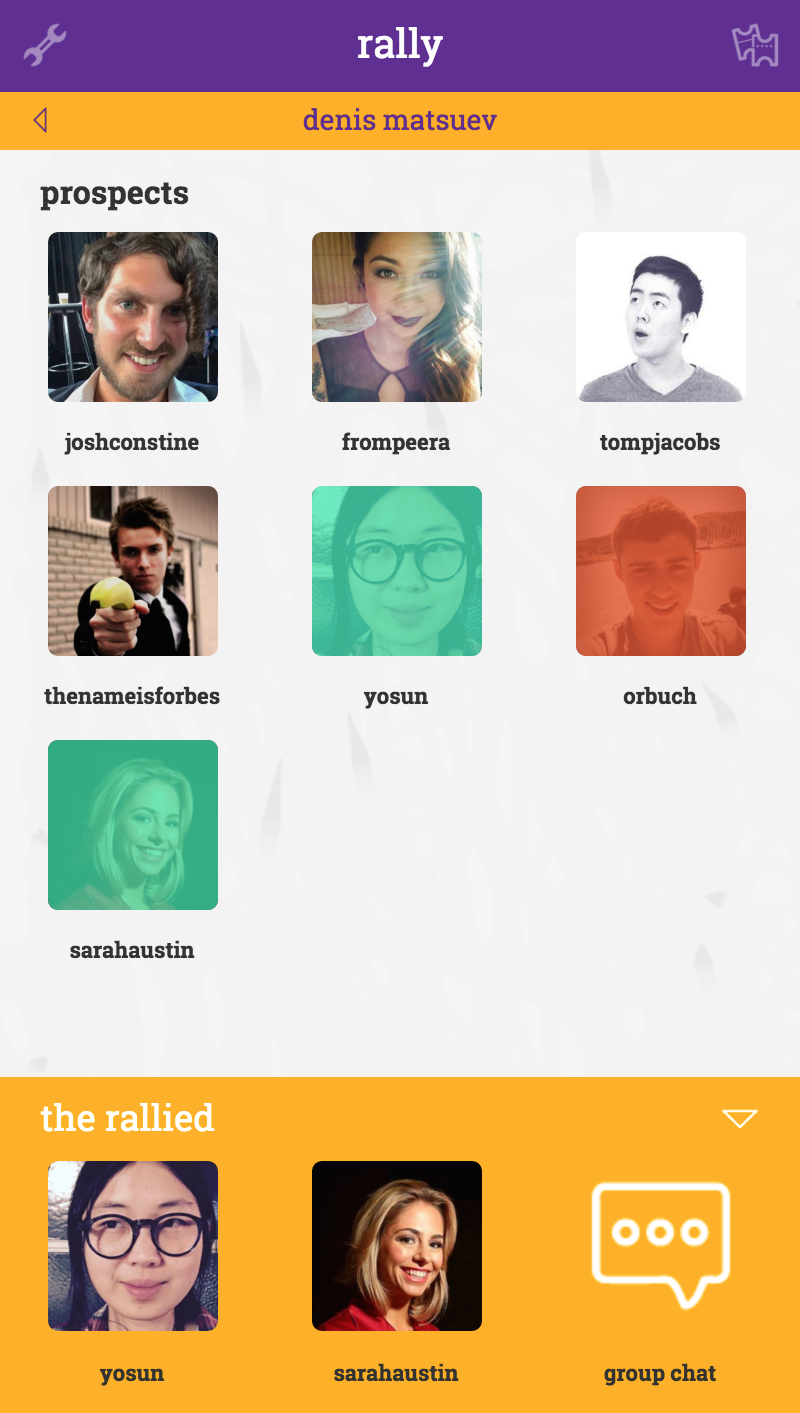 rally
denis matsuev
prospects
joshconstine frompeera tompjacobs
thenameisforbes yosun orbuch
sarahaustin
the rallied
yosun sarahaustin group chat